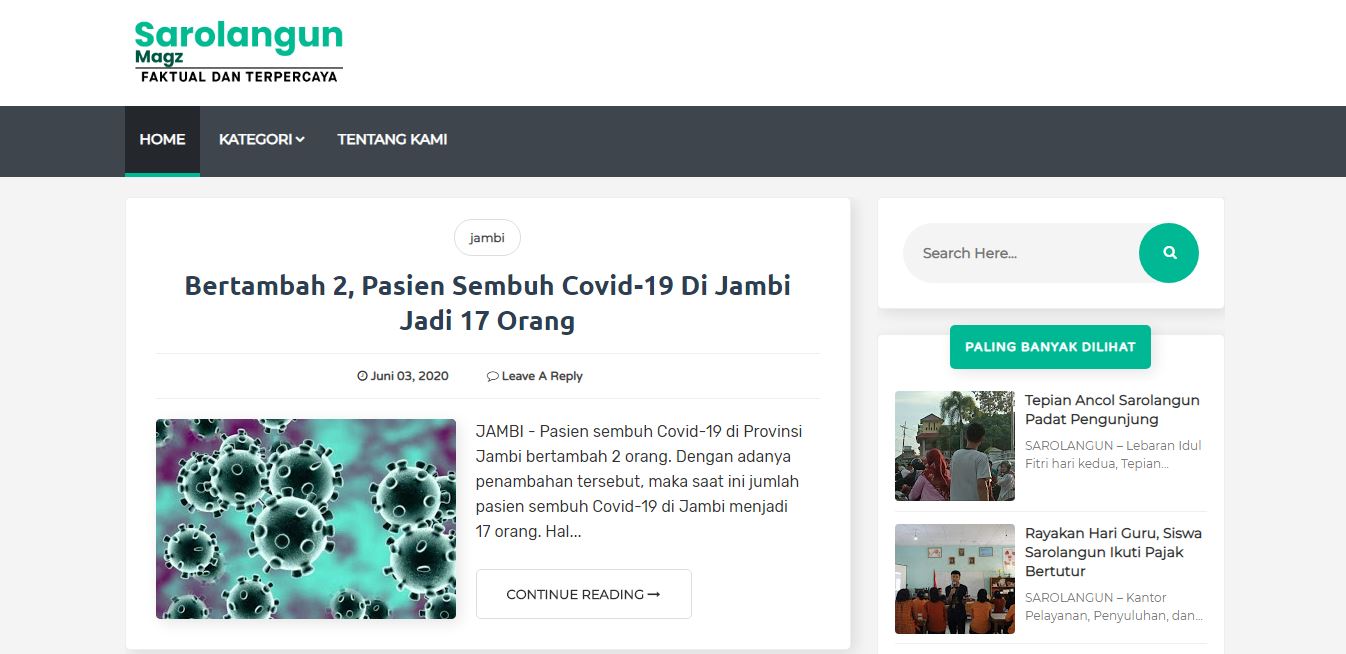 Sarolangun
Magz
FAKTUAL DAN TERPERCAYA
HOME
KATEGORI
TENTANG KAMI
jambi
Bertambah 2, Pasien Sembuh Covid-19 Di Jambi
Jadi 17 Orang
Juni 03, 2020
Leave A Reply
JAMBI - Pasien sembuh Covid-19 di Provinsi
Jambi bertambah 2 orang. Dengan adanya
penambahan tersebut, maka saat ini jumlah
pasien sembuh Covid-19 di Jambi menjadi
17 orang. Hal...
CONTINUE READING
Search Here...
PALING BANYAK DILIHAT
Tepian Ancol Sarolangun
Padat Pengunjung
SAROLANGUN – Lebaran Idul
Fitri hari kedua, Tepian...
Rayakan Hari Guru, Siswa
Sarolangun Ikuti Pajak
Bertutur
SAROLANGUN – Kantor
Pelayanan, Penyuluhan, dan...